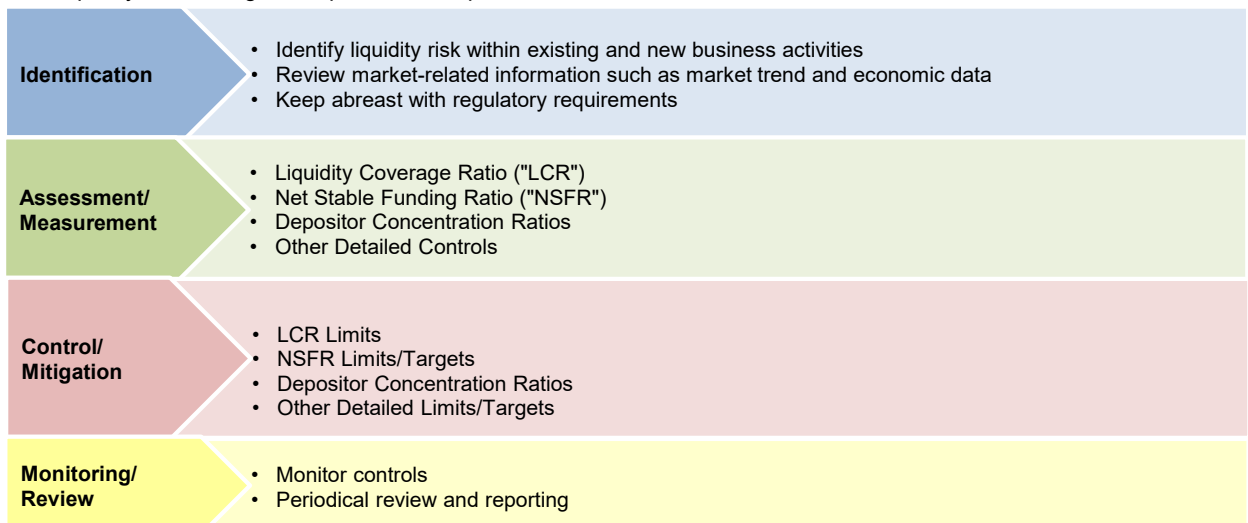 Identification
• Identify liquidity risk within existing and new business activities
• Review market-related information such as market trend and economic data
• Keep abreast with regulatory requirements
Assessment/
Measurement
• Liquidity Coverage Ratio ("LCR")
• Net Stable Funding Ratio ("NSFR")
• Depositor Concentration Ratios
• Other Detailed Controls
Control/
Mitigation
• LCR Limits
• NSFR Limits/Targets
• Depositor Concentration Ratios
• Other Detailed Limits/Targets
Monitoring/
Review
• Monitor controls
• Periodical review and reporting